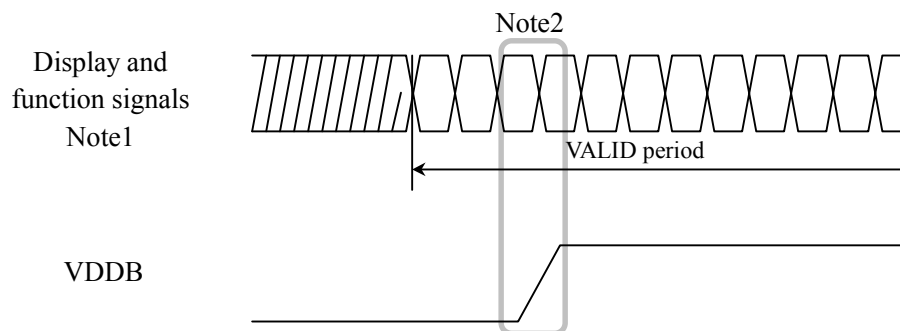 Note2
Display and
function signals
Note1
VALID period
VDDB